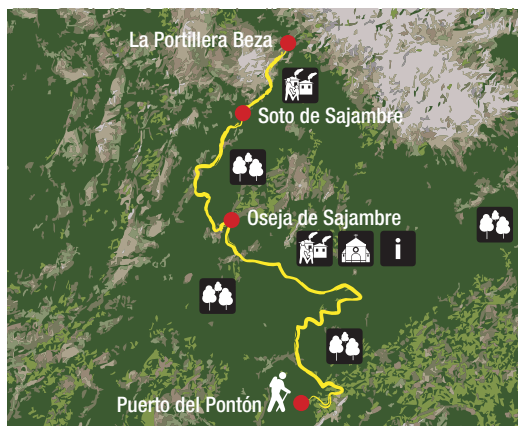 La Portillera Beza
Soto de Sajambre
Oseja de Sajambre
i
Puerto del Pontón